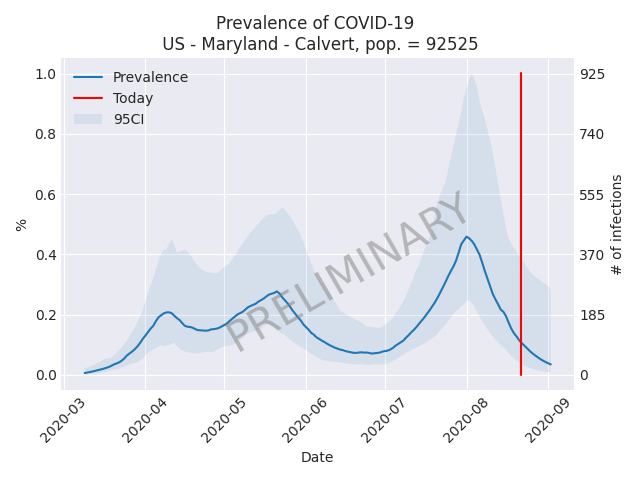 Prevalence of COVID-19
US - Maryland - Calvert, pop. = 92525
Prevalence
Today
95CI
1.0
0.8
0.6
0.4
0.2
0.0
%
925
740
555
370
185
0
# of infections
PRELIMINARY
2020-03
2020-04
2020-05
2020-06
2020-07
2020-08
2020-09
Date